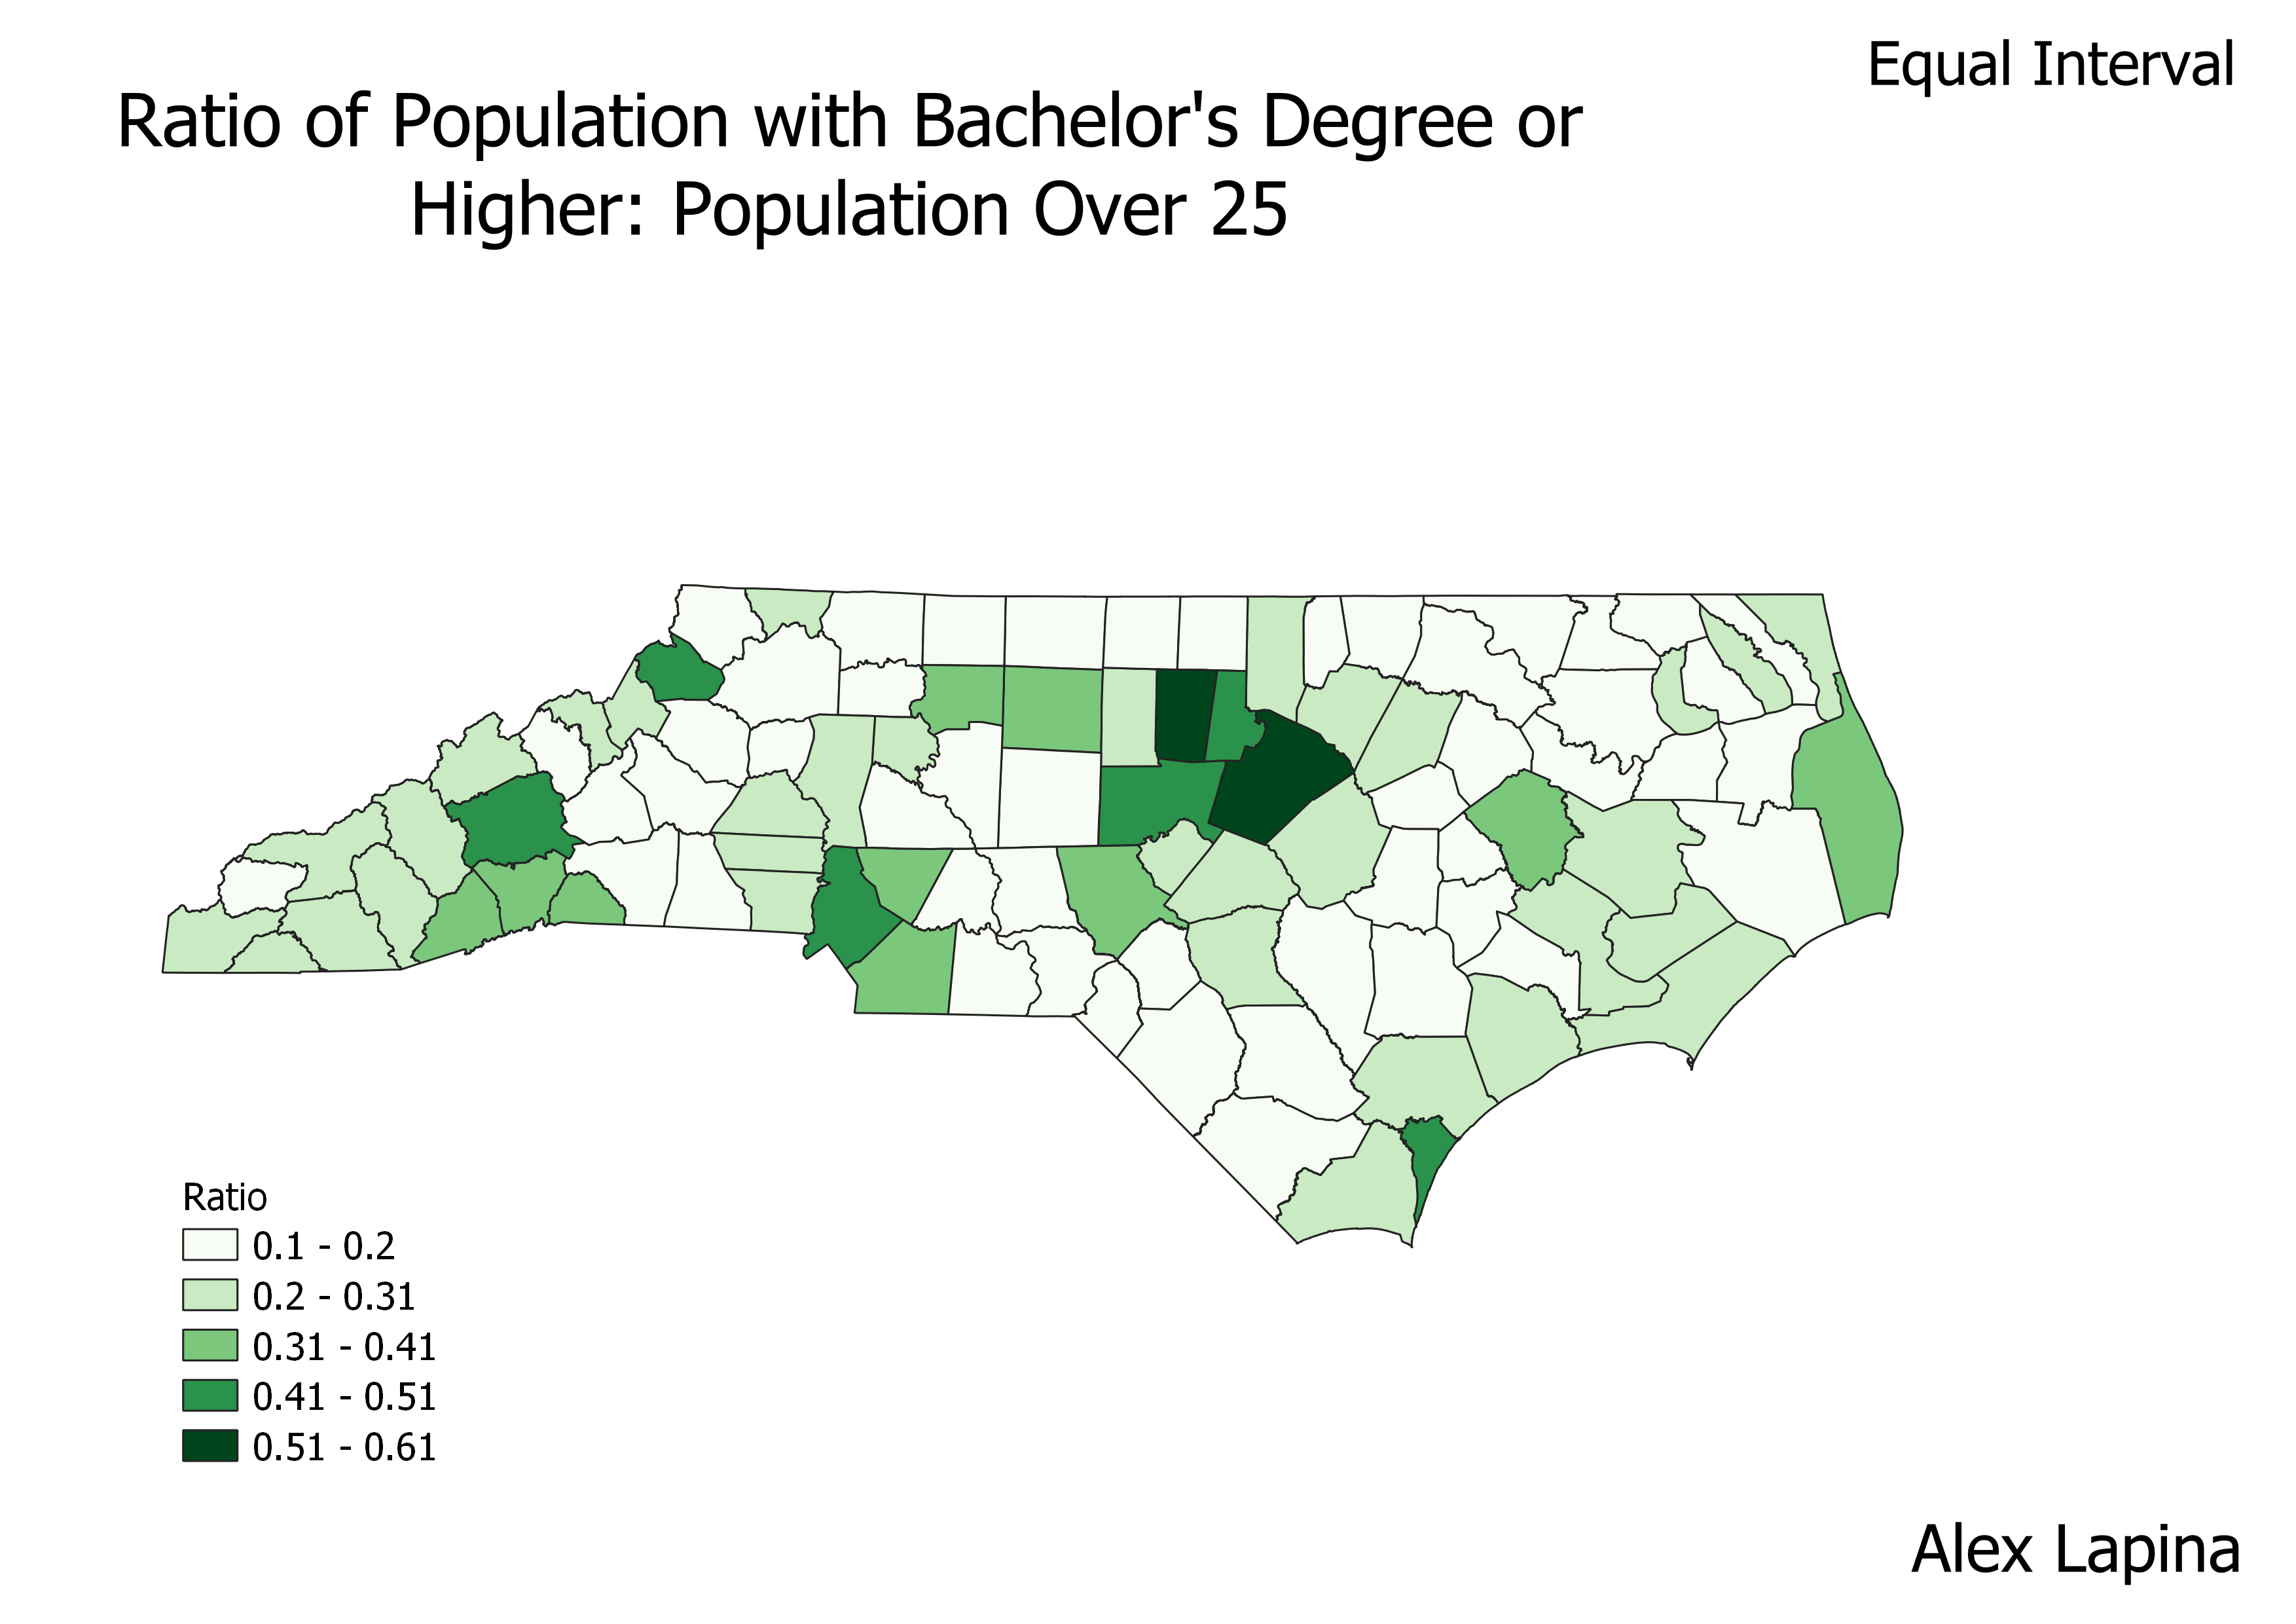 Equal Interval
Ratio of Population with Bachelor's Degree or
Higher: Population Over 25
Ratio
0.1 - 0.2
0.2 - 0.31
0.31 - 0.41
0.41 - 0.51
0.51 - 0.61
Alex Lapina